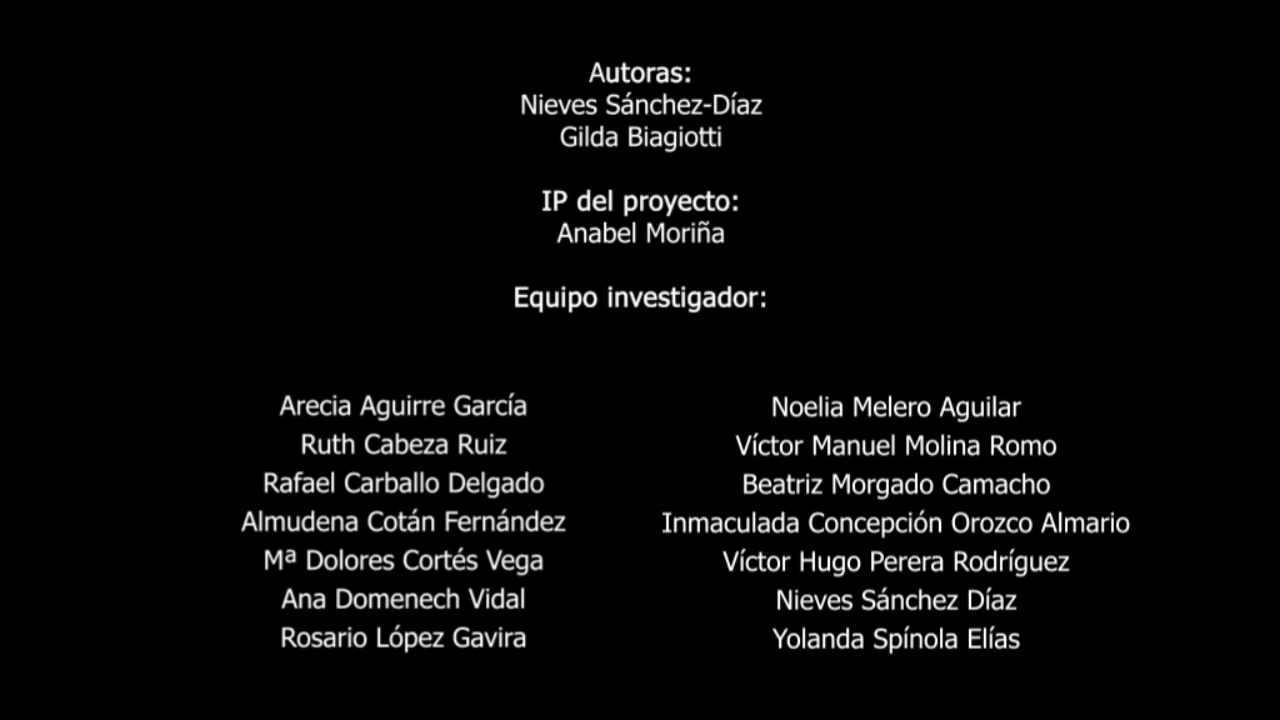 Autoras:
Nieves Sánchez-Díaz
Gilda Biagiotti
IP del proyecto:
Anabel Moriña
Equipo investigador:
Arecia Aguirre García
Ruth Cabeza Ruiz
Rafael Carballo Delgado
Almudena Cotán Fernández
Mª Dolores Cortés Vega
Ana Domenech Vidal
Rosario López Gavira
Noelia Melero Aguilar
Víctor Manuel Molina Romo
Beatriz Morgado Camacho
Inmaculada Concepción Orozco Almario
Víctor Hugo Perera Rodríguez
Nieves Sánchez Díaz
Yolanda Spínola Elías